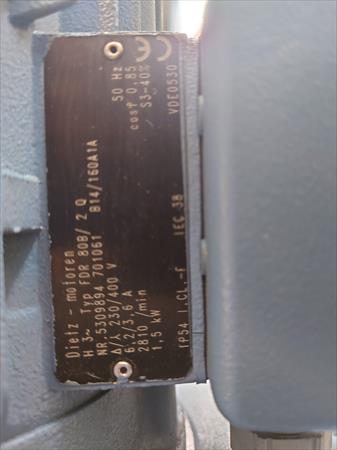 Dietz - motoren
H 3~ Typ FDR 80B/ 2 Q
NR.5309894 701061 B14/160A1A
Δ/⅄ 230/400 V 50 Hz
6,2/3,6 A cosφ 0,85
2810 /min S3-40%
1,5 kW
IP54 I.CL.-F IEC 38 VDE0530
CE